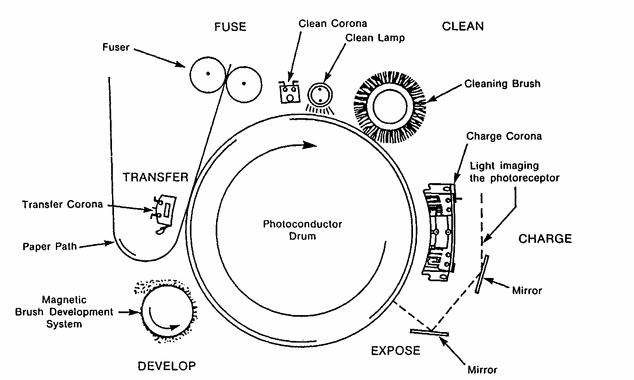 FUSE
Clean Corona
CLEAN
Clean Lamp
Fuser
Cleaning Brush
Charge Corona
Light imaging
the photoreceptor
TRANSFER
Transfer Corona
Photoconductor
Drum
CHARGE
Paper Path
Mirror
Magnetic
Brush Development
System
EXPOSE
DEVELOP
Mirror